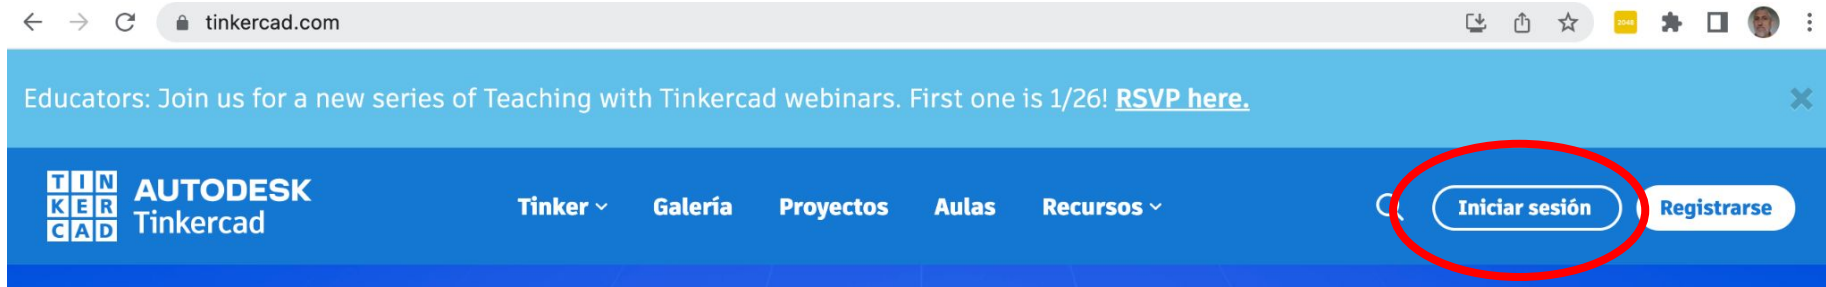 tinkercad.com
2048
Educators: Join us for a new series of Teaching with Tinkercad webinars. First one is 1/26! RSVP here.
TIN
KER
CAD
AUTODESK
Tinkercad
Tinker
Galería
Proyectos
Aulas
Recursos
Iniciar sesión
Registrarse